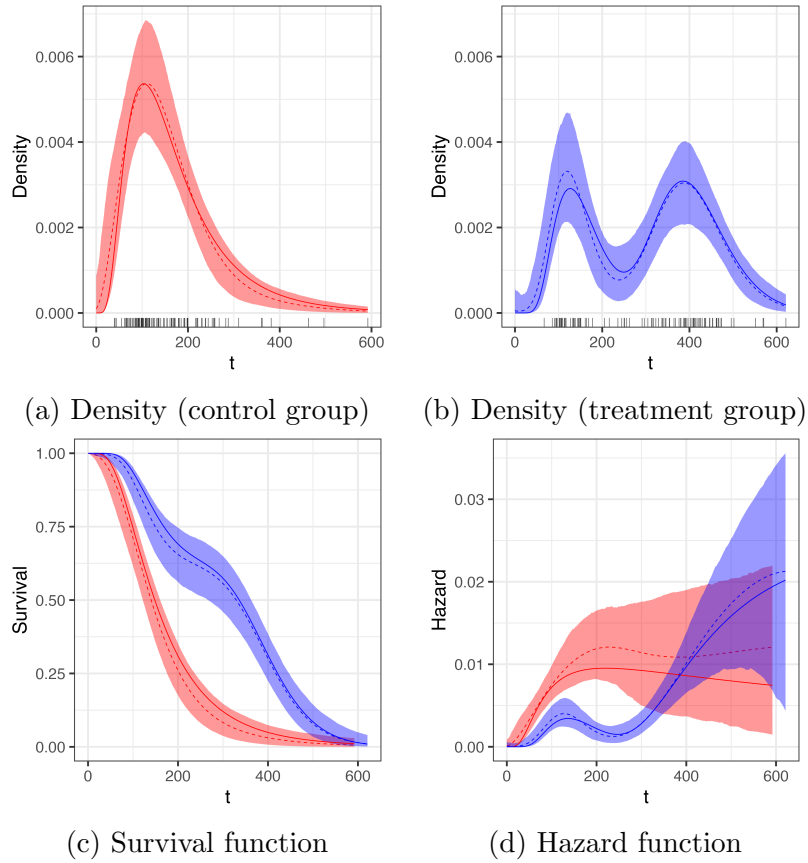 0.006
0.004
0.002
0.000
Density
0 200 400 600
t
0.006
0.004
0.002
0.000
Density
0 200 400 600
t
(a) Density (control group)
(b) Density (treatment group)
1.00
0.75
0.50
0.25
0.00
Survival
0 200 400 600
t
0.03
0.02
0.01
0.00
Hazard
0 200 400 600
t
(c) Survival function
(d) Hazard function